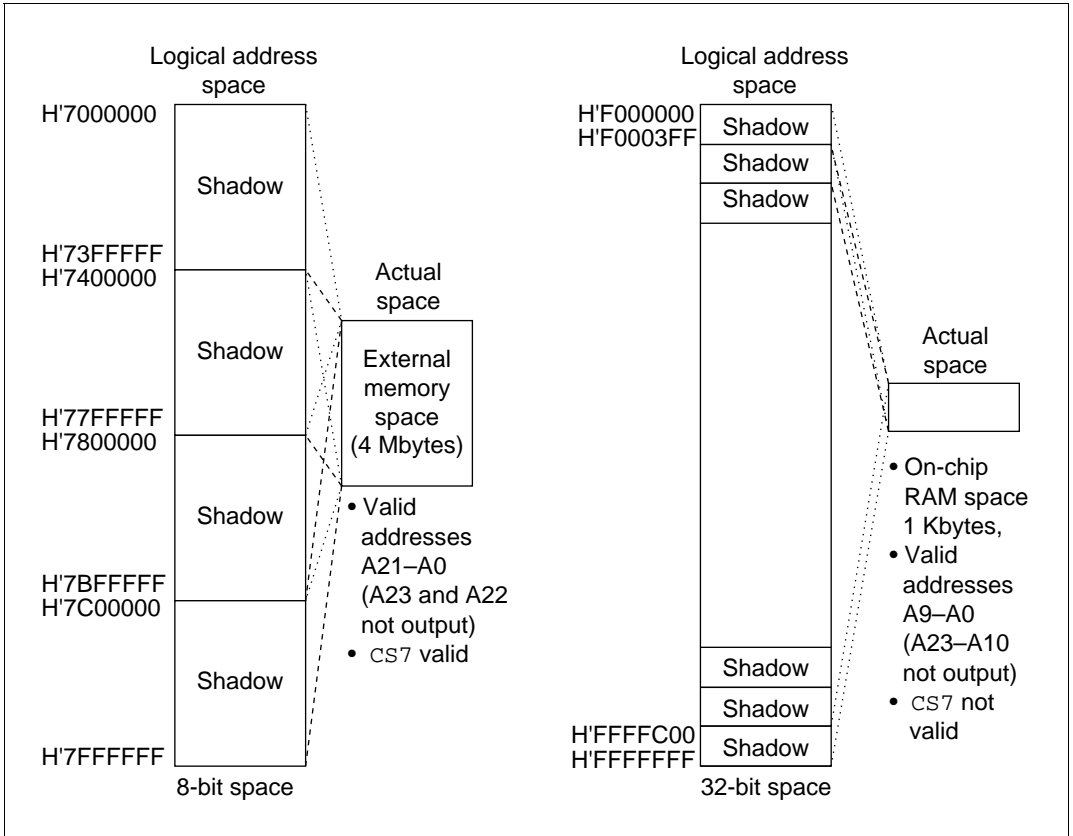 Logical address
space
H'7000000
Shadow
H'73FFFFF
H'7400000
Shadow
H'77FFFFF
H'7800000
Shadow
H'7BFFFFF
H'7C00000
Shadow
H'7FFFFFF
8-bit space
Actual
space
External
memory
space
(4 Mbytes)
• Valid
addresses
A21–A0
(A23 and A22
not output)
• CS7 valid
Logical address
space
H'F000000
H'F0003FF
Shadow
Shadow
Shadow
Shadow
Shadow
H'FFFFC00
Shadow
H'FFFFFFF
32-bit space
Actual
space
• On-chip
RAM space
1 Kbytes,
• Valid
addresses
A9–A0
(A23–A10
not output)
• CS7 not
valid